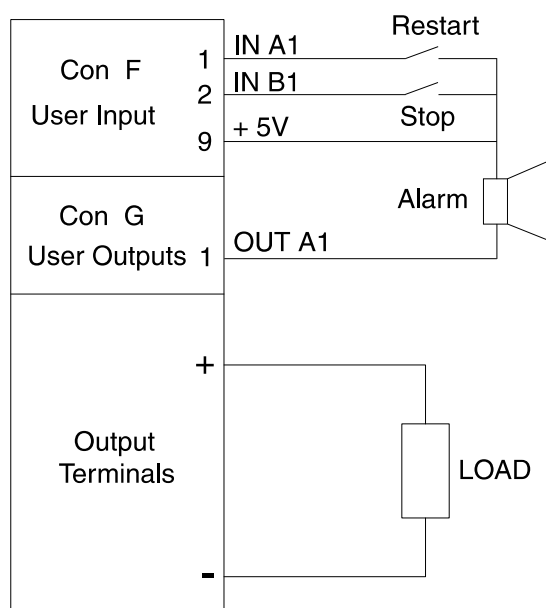 Restart
1 IN A1
Con F
2 IN B1
User Input
Stop
9 + 5V
Con G
Alarm
User Outputs 1 OUT A1
+
Output
Terminals
LOAD
-